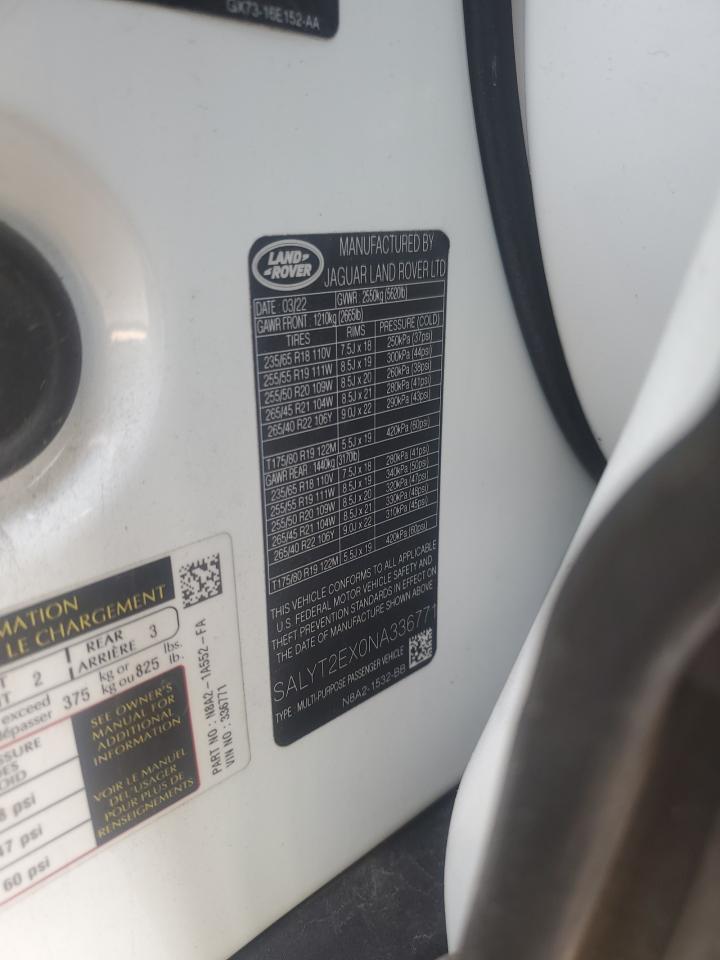 GX73-16E152-AA
LAND-
ROVER
MANUFACTURED BY
JAGUAR LAND ROVER LTD
DATE : 03/22 GVWR : 2550kg (5620lb)
GAWR FRONT : 1210kg (2665lb)
TIRES RIMS PRESSURE (COLD)
235/65 R18 110V 7.5J x 18 250kPa (37psi)
255/55 R19 111W 8.5J x 19 300kPa (44psi)
255/50 R20 109W 8.5J x 20 260kPa (38psi)
265/45 R21 104W 8.5J x 21 280kPa (41psi)
265/40 R22 106Y 9.0J x 22 290kPa (43psi)
T175/80 R19 122M 5.5J x 19 420kPa (60psi)
GAWR REAR : 1440kg (3170lb)
235/65 R18 110V 7.5J x 18 280kPa (41psi)
255/55 R19 111W 8.5J x 19 340kPa (50psi)
255/50 R20 109W 8.5J x 20 320kPa (47psi)
265/45 R21 104W 8.5J x 21 330kPa (48psi)
265/40 R22 106Y 9.0J x 22 310kPa (45psi)
T175/80 R19 122M 5.5J x 19 420kPa (60psi)
THIS VEHICLE CONFORMS TO ALL APPLICABLE
U.S. FEDERAL MOTOR VEHICLE SAFETY AND
THEFT PREVENTION STANDARDS IN EFFECT ON
THE DATE OF MANUFACTURE SHOWN ABOVE
SALYT2EX0NA336771
TYPE : MULTI-PURPOSE PASSENGER VEHICLE
N8A2-1532-BB
MATION
LE CHARGEMENT
2 REAR
ARRIÈRE 3
exceed
dépasser 375 kg or
kg ou 825 lbs.
lb.
SEE OWNER'S
MANUAL FOR
ADDITIONAL
INFORMATION
VOIR LE MANUEL
DE L'USAGER
POUR PLUS DE
RENSEIGNEMENTS
8 psi
47 psi
60 psi
PART NO : N8A2-1A552-FA
VIN NO : 336771